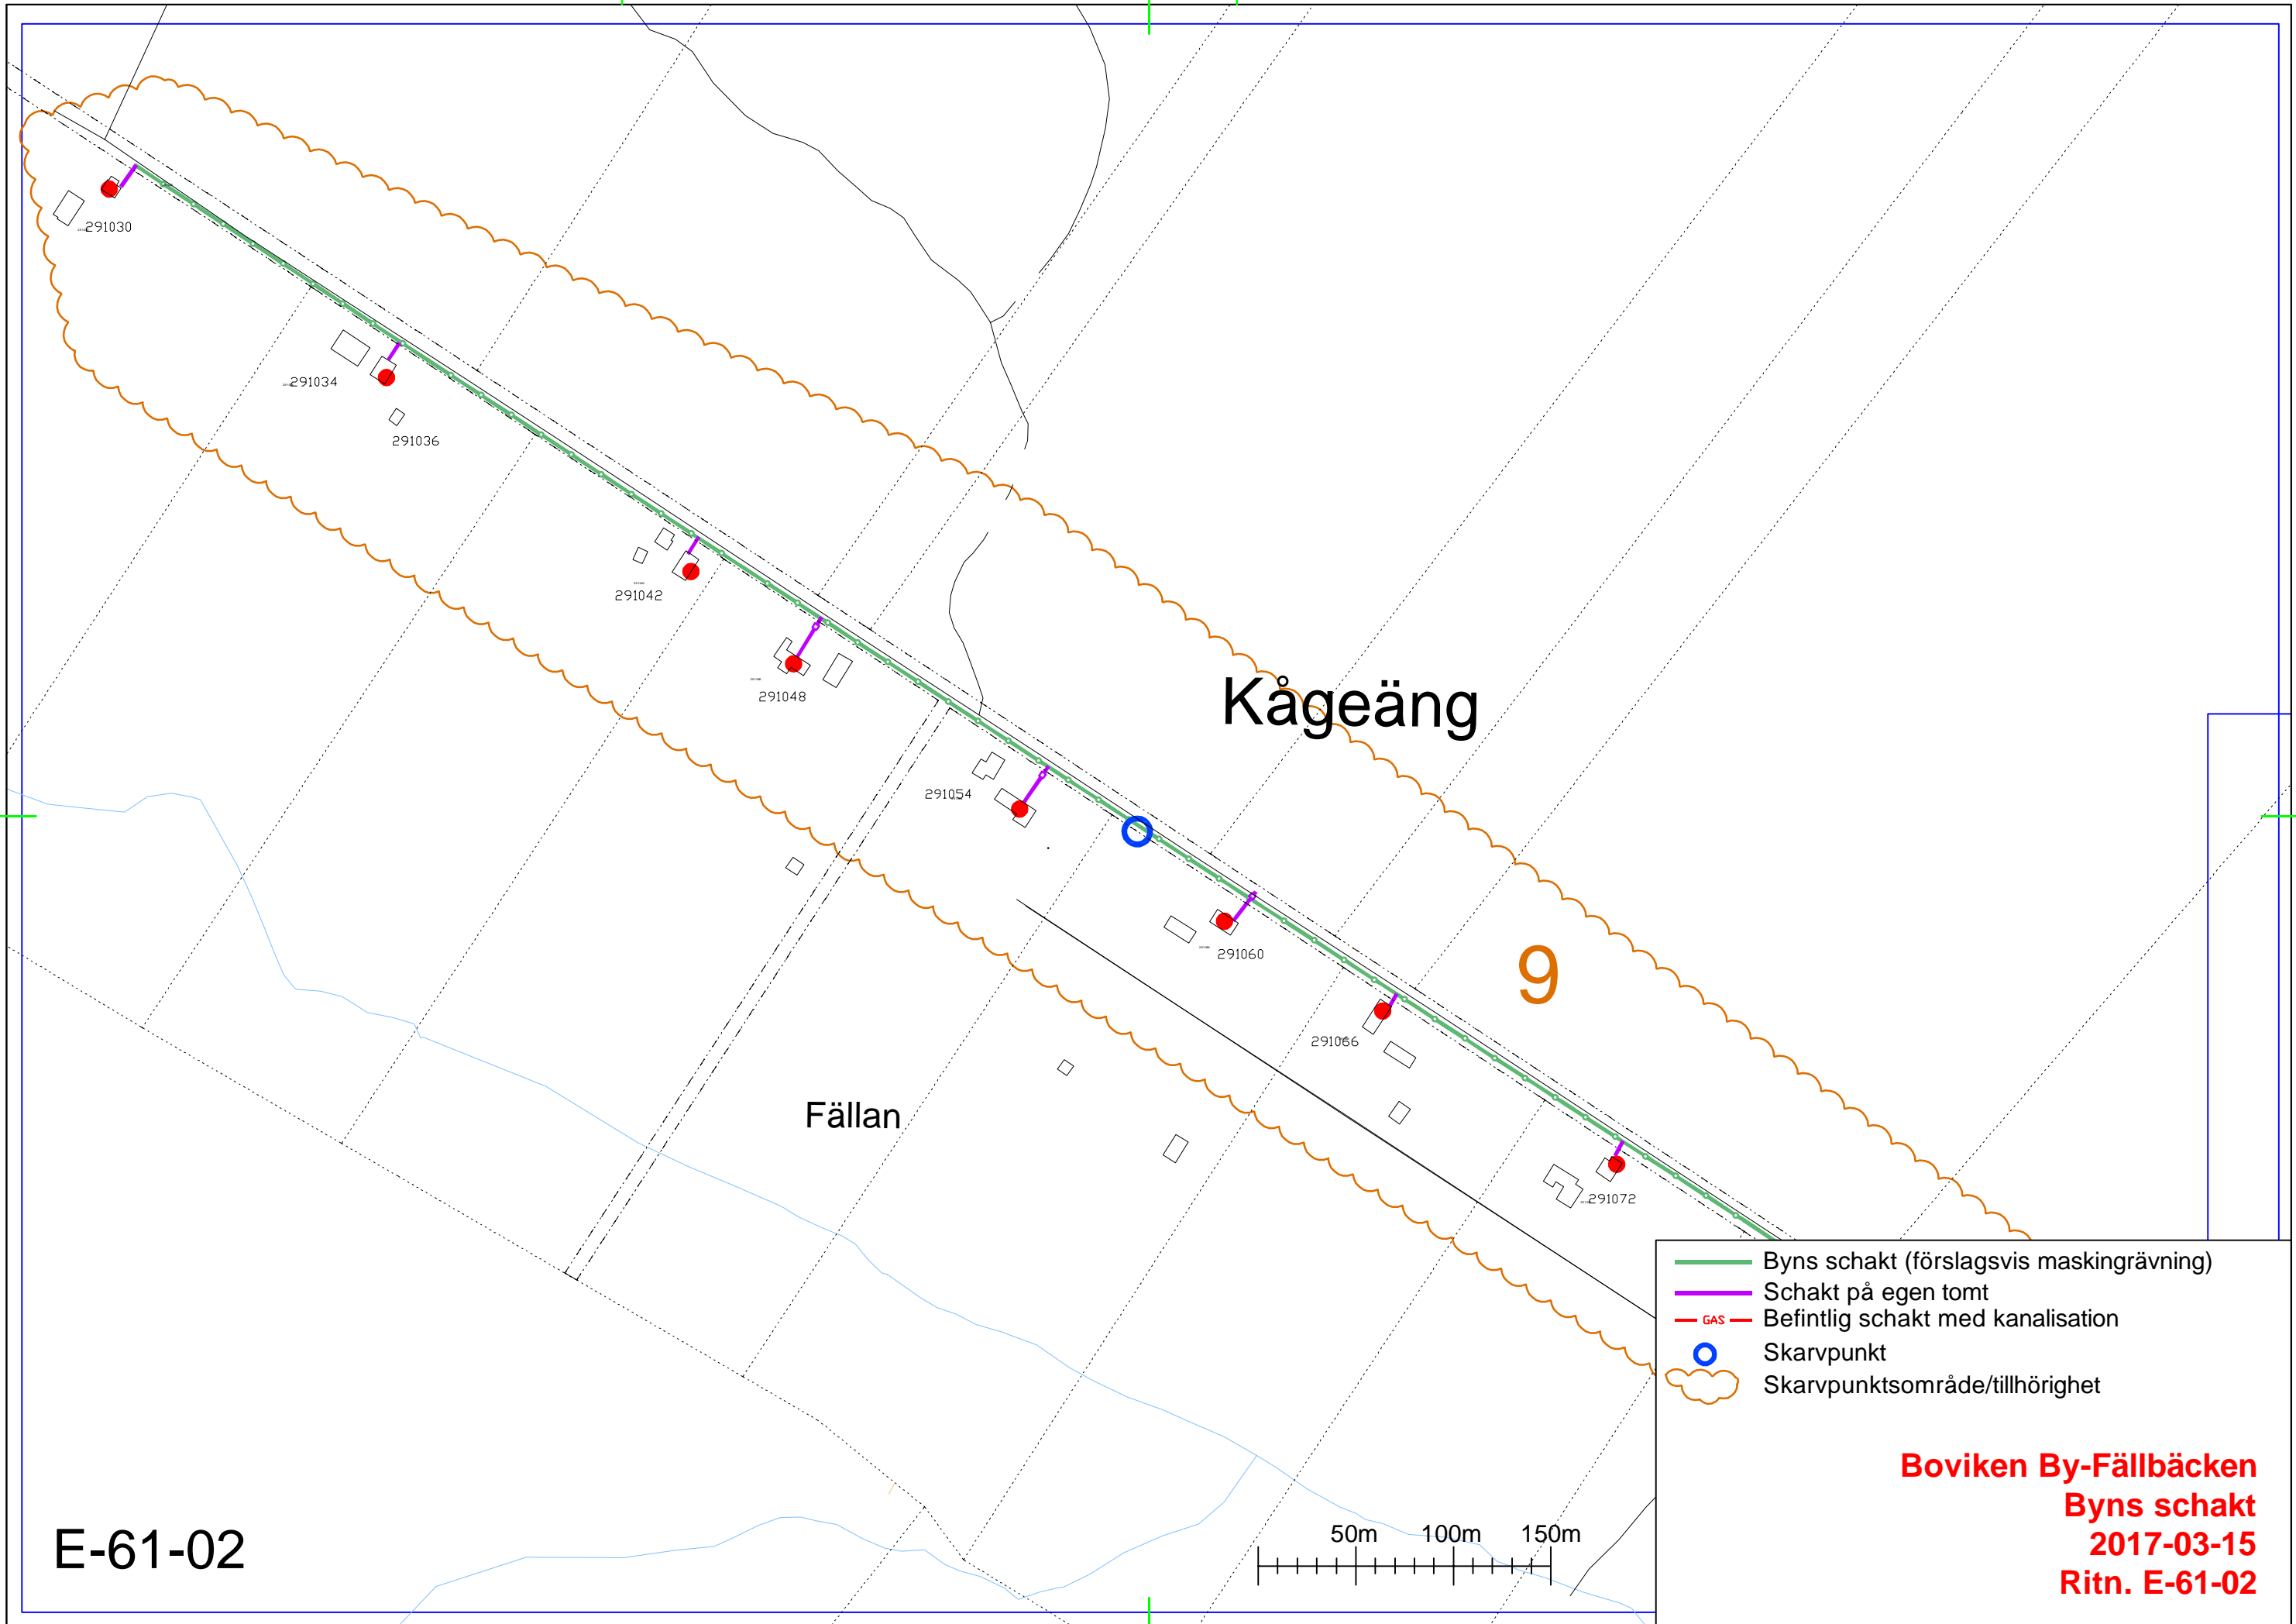 291030
291034
291036
291042
291048
Kågeäng
291054
291060
9
291066
Fällan
291072
Byns schakt (förslagsvis maskingrävning)
Schakt på egen tomt
GAS Befintlig schakt med kanalisation
Skarvpunkt
Skarvpunktsområde/tillhörighet
Boviken By-Fällbäcken
Byns schakt
2017-03-15
Ritn. E-61-02
50m 100m 150m
E-61-02